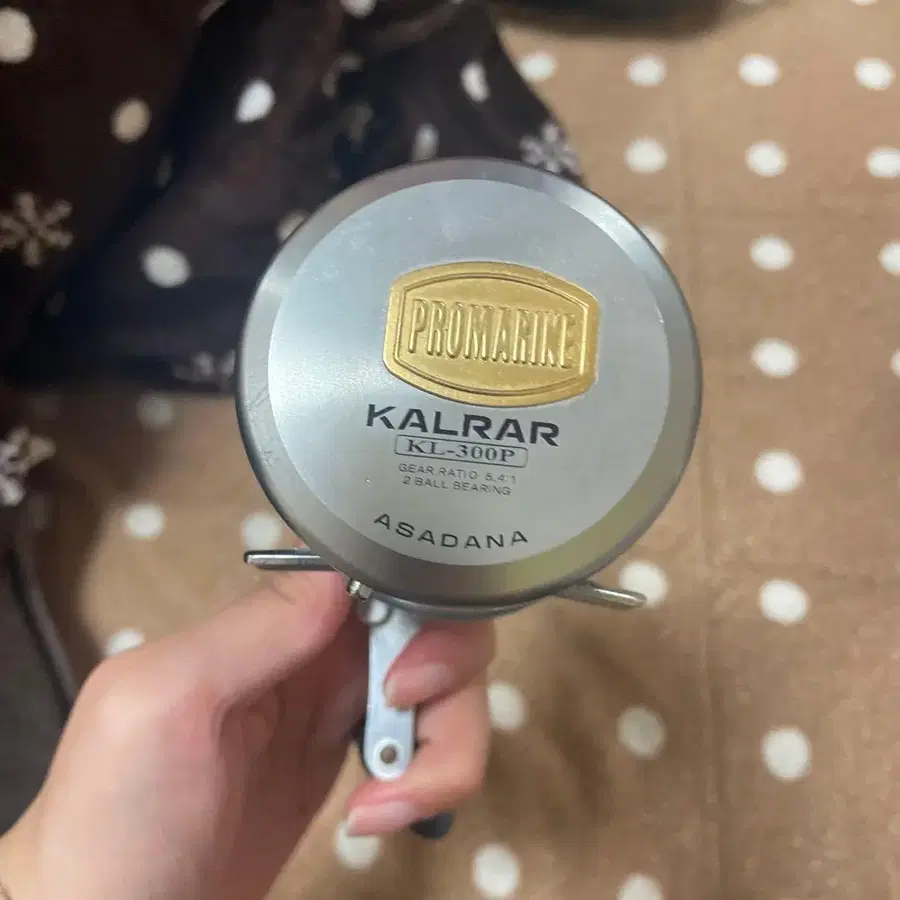 PROMARINE
KALRAR
KL-300P
GEAR RATIO 5.4:1
2 BALL BEARING
ASADANA